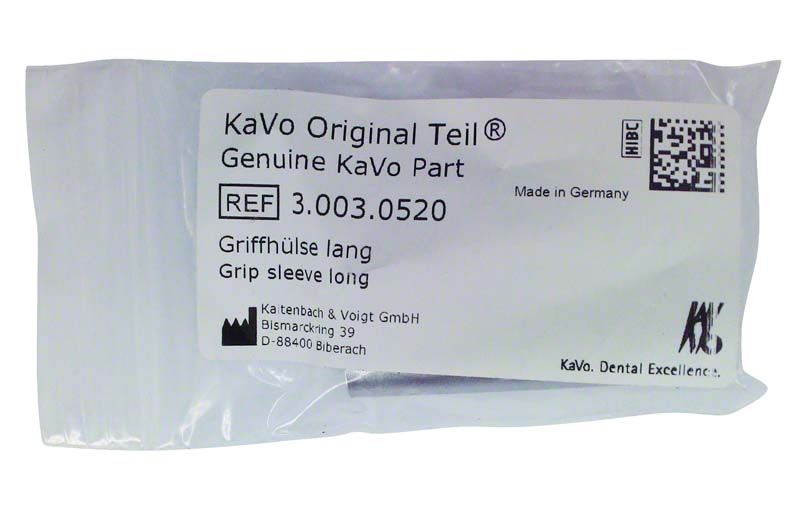 KaVo Original Teil®
Genuine KaVo Part
HIBC
REF 3.003.0520
Made in Germany
Griffhülse lang
Grip sleeve long
Kaltenbach & Voigt GmbH
Bismarckring 39
D-88400 Biberach
KaVo. Dental Excellence.